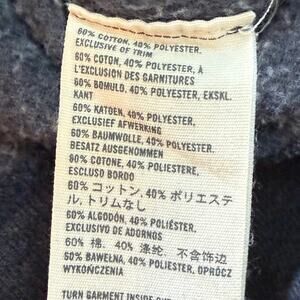 60% COTTON, 40% POLYESTER,
EXCLUSIVE OF TRIM
60% COTON, 40% POLYESTER, À
L'EXCLUSION DES GARNITURES
60% BOMULD, 40% POLYESTER, EKSKL.
KANT
60% KATOEN, 40% POLYESTER,
EXCLUSIEF AFWERKING
60% BAUMWOLLE, 40% POLYESTER,
BESATZ AUSGENOMMEN
60% COTONE, 40% POLIESTERE,
ESCLUSO BORDO
60% コットン, 40% ポリエステ
ル, トリムなし
60% ALGODÓN, 40% POLIÉSTER,
EXCLUSIVO DE ADORNOS
60% 棉, 40% 涤纶, 不含饰边
60% BAWEŁNA, 40% POLIESTER, OPRÓCZ
WYKOŃCZENIA
TURN GARMENT INSIDE